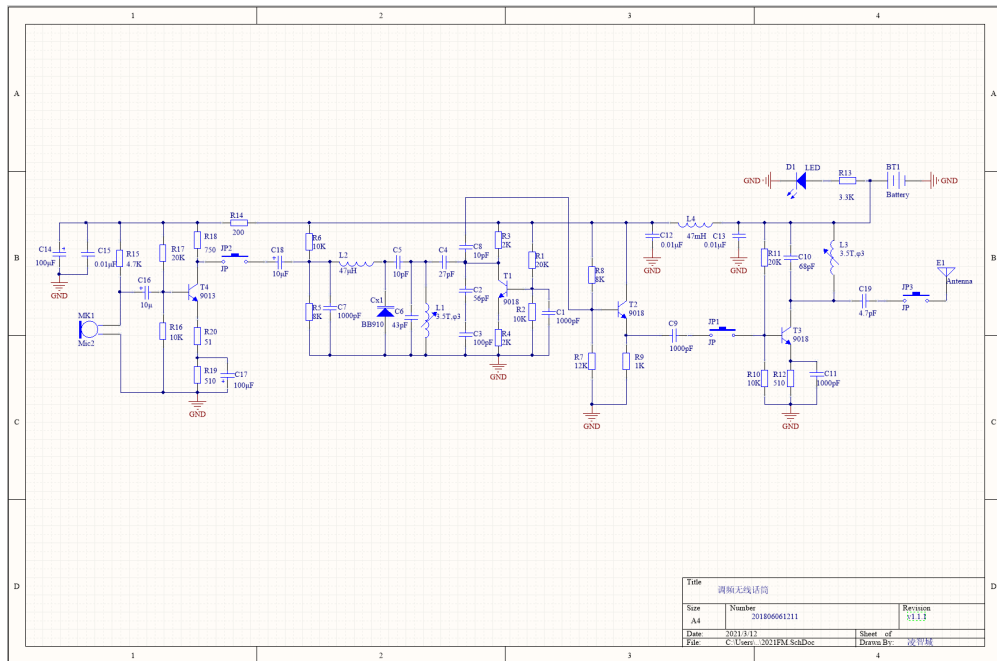 1 2 3 4
A A
D1 LED R13 BT1
GND GND
3.3K Battery
R14 L4
200 47mH
C14 C15 R15 R17 R18 JP2 C18 R6 L2 C5 C4 C8 R3 R1 C12 C13 R11 C10 L3 E1
100μF 0.01μF 4.7K 20K 750 JP 10μF 10K 47μH 10pF 27pF 10pF 2K 20K 0.01μF 0.01μF 20K 68pF 3.5T,φ3 Antenna
B B
GND GND GND
C16 T4 Cx1 C2 T1 R8 T2 C19 JP3
10μ 9013 BB910 56pF 9018 8K 9018 4.7pF JP
MK1 R16 R20 R5 C7 C6 L1 C3 R4 R2 C1 C9 JP1 T3
Mic2 10K 51 8K 1000pF 43pF 3.5T,φ3 100pF 2K 10K 1000pF 1000pF JP 9018
R19 C17 R7 R9 R10 R12 C11
510 100μF 12K 1K 10K 510 1000pF
GND GND GND GND
C C
D D
Title
调频无线话筒
Size Number Revision
A4 201806061211 v1.1.1
Date: 2021/3/12 Sheet of
File: C:\Users\..\2021FM.SchDoc Drawn By: 凌智城
1 2 3 4